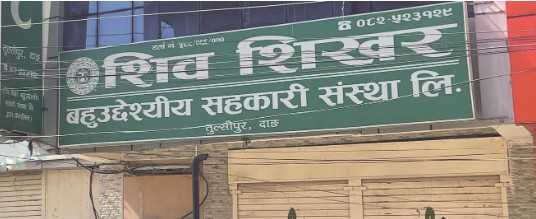 ☎ ०८२-५२३१२९
शिव शिखर
बहुउद्देश्यीय सहकारी संस्था लि.
तुल्सीपुर, दाङ
तुल्सीपुर, दाङ